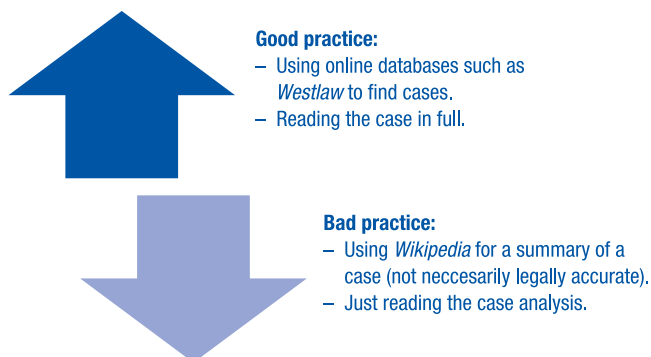 Good practice:
– Using online databases such as
Westlaw to find cases.
– Reading the case in full.
Bad practice:
– Using Wikipedia for a summary of a
case (not neccesarily legally accurate).
– Just reading the case analysis.